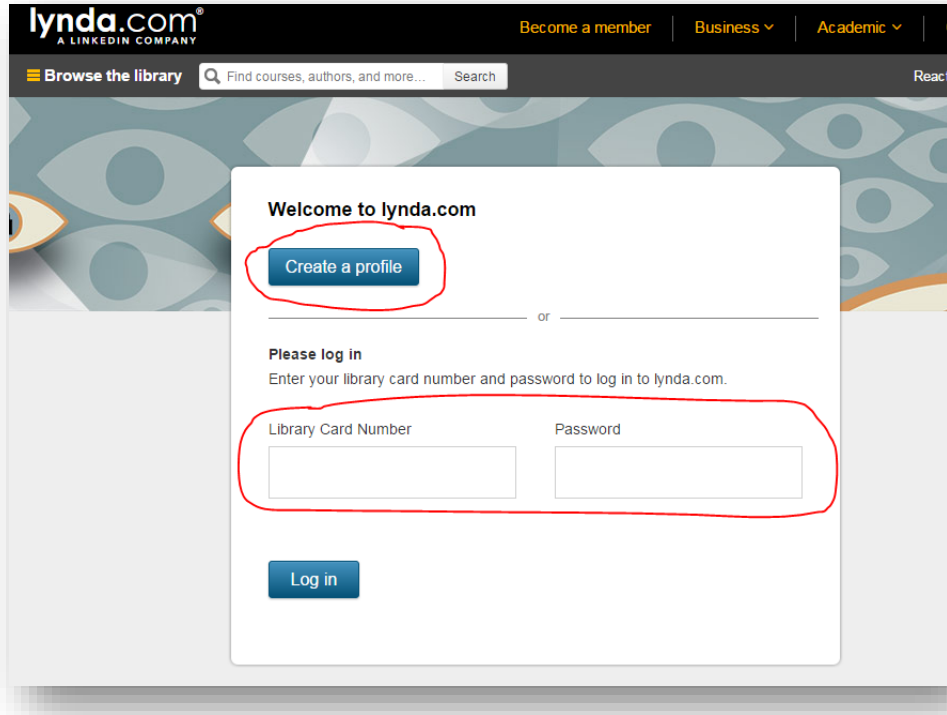 lynda.com®
A LINKEDIN COMPANY
Become a member
Business
Academic
Browse the library
Find courses, authors, and more...
Search
Welcome to lynda.com
Create a profile
or
Please log in
Enter your library card number and password to log in to lynda.com.
Library Card Number
Password
Log in